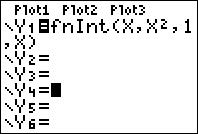 Plot1 Plot2 Plot3
\Y1=fnInt(X,X²,1
,X)
\Y2=
\Y3=
\Y4=
\Y5=
\Y6=